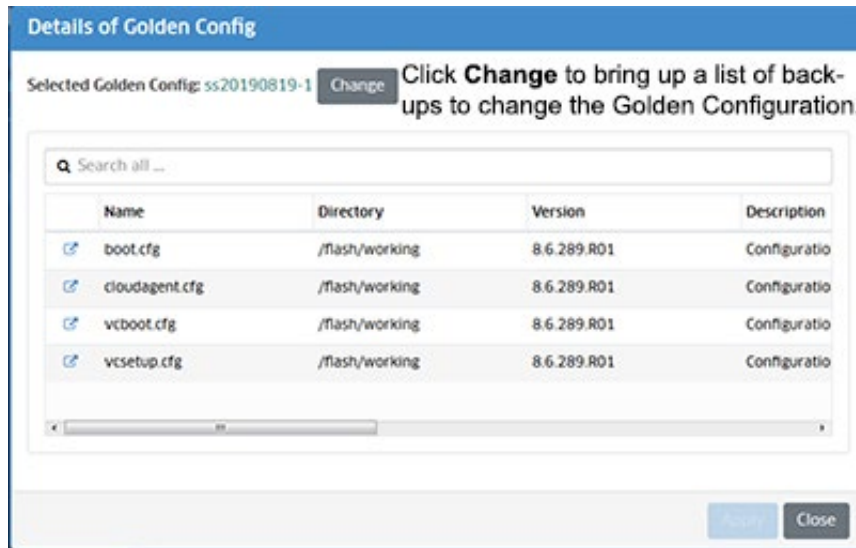 Details of Golden Config
Selected Golden Config: ss20190819-1 Change
Click Change to bring up a list of back-
ups to change the Golden Configuration
Search all ...
Name Directory Version Description
boot.cfg /flash/working 8.6.289.R01 Configuratio
cloudagent.cfg /flash/working 8.6.289.R01 Configuratio
vcboot.cfg /flash/working 8.6.289.R01 Configuratio
vcsetup.cfg /flash/working 8.6.289.R01 Configuratio
Apply Close